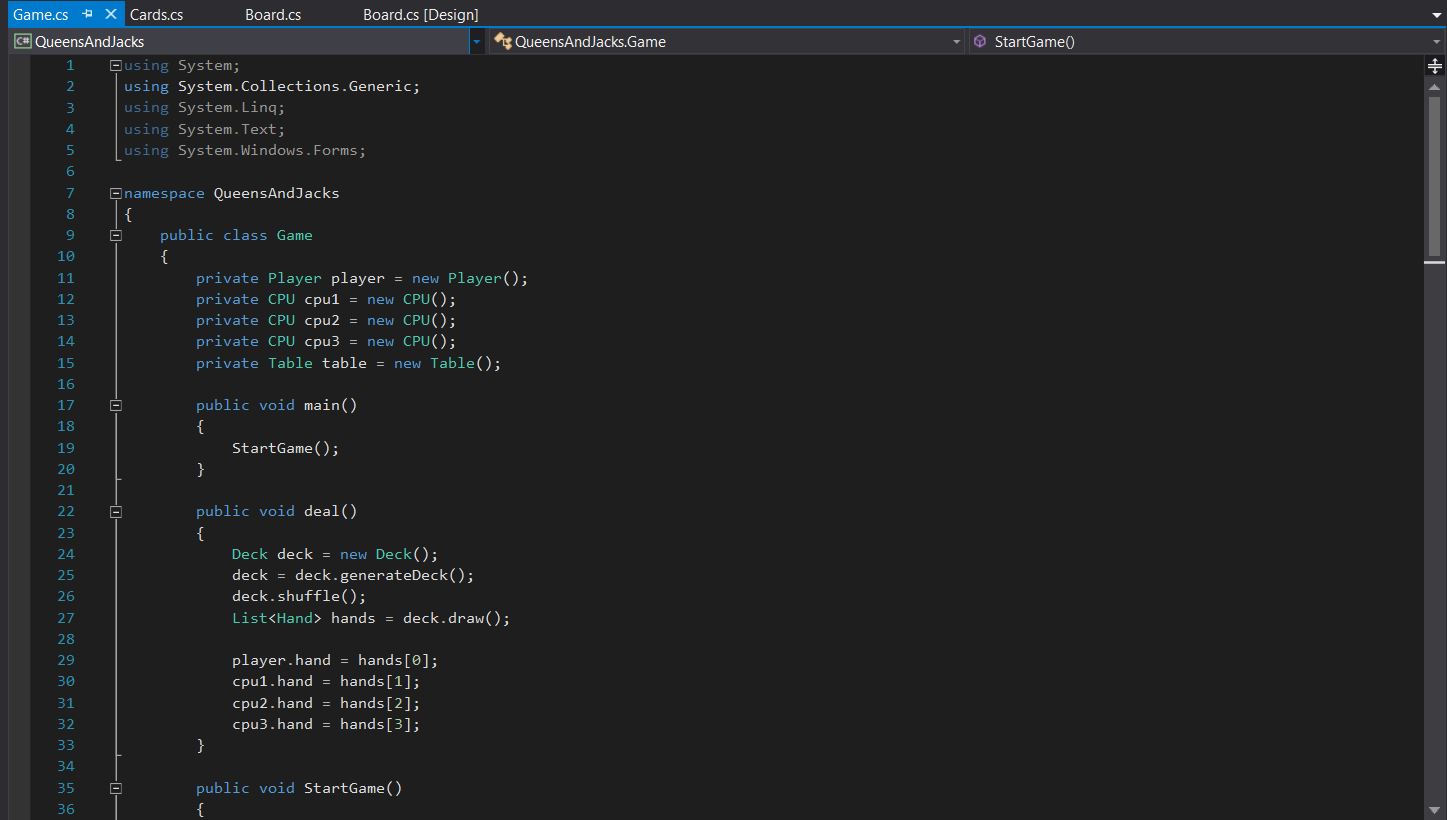 Game.cs Cards.cs Board.cs Board.cs [Design]
C# QueensAndJacks QueensAndJacks.Game StartGame()
1 using System;
2 using System.Collections.Generic;
3 using System.Linq;
4 using System.Text;
5 using System.Windows.Forms;
6
7 namespace QueensAndJacks
8 {
9 public class Game
10 {
11 private Player player = new Player();
12 private CPU cpu1 = new CPU();
13 private CPU cpu2 = new CPU();
14 private CPU cpu3 = new CPU();
15 private Table table = new Table();
16
17 public void main()
18 {
19 StartGame();
20 }
21
22 public void deal()
23 {
24 Deck deck = new Deck();
25 deck = deck.generateDeck();
26 deck.shuffle();
27 List<Hand> hands = deck.draw();
28
29 player.hand = hands[0];
30 cpu1.hand = hands[1];
31 cpu2.hand = hands[2];
32 cpu3.hand = hands[3];
33 }
34
35 public void StartGame()
36 {